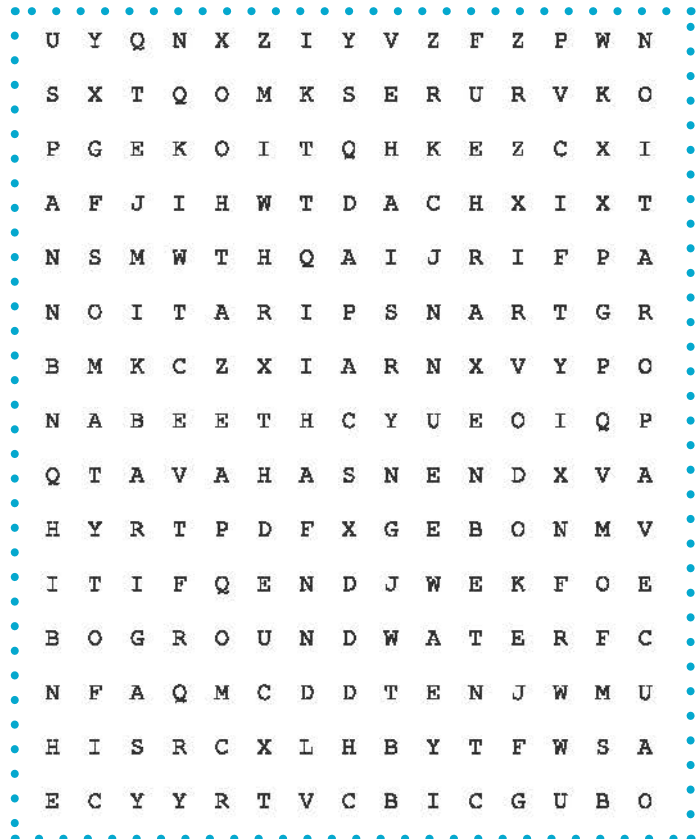 U Y Q N X Z I Y V Z F Z P W N
S X T Q O M K S E R U R V K O
P G E K O I T Q H K E Z C X I
A F J I H W T D A C H X I X T
N S M W T H Q A I J R I F P A
N O I T A R I P S N A R T G R
B M K C Z X I A R N X V Y P O
N A B E E T H C Y U E O I Q P
Q T A V A H A S N E N D X V A
H Y R T P D F X G E B O N M V
I T I F Q E N D J W E K F O E
B O G R O U N D W A T E R F C
N F A Q M C D D T E N J W M U
H I S R C X L H B Y T F W S A
E C Y Y R T V C B I C G U B O